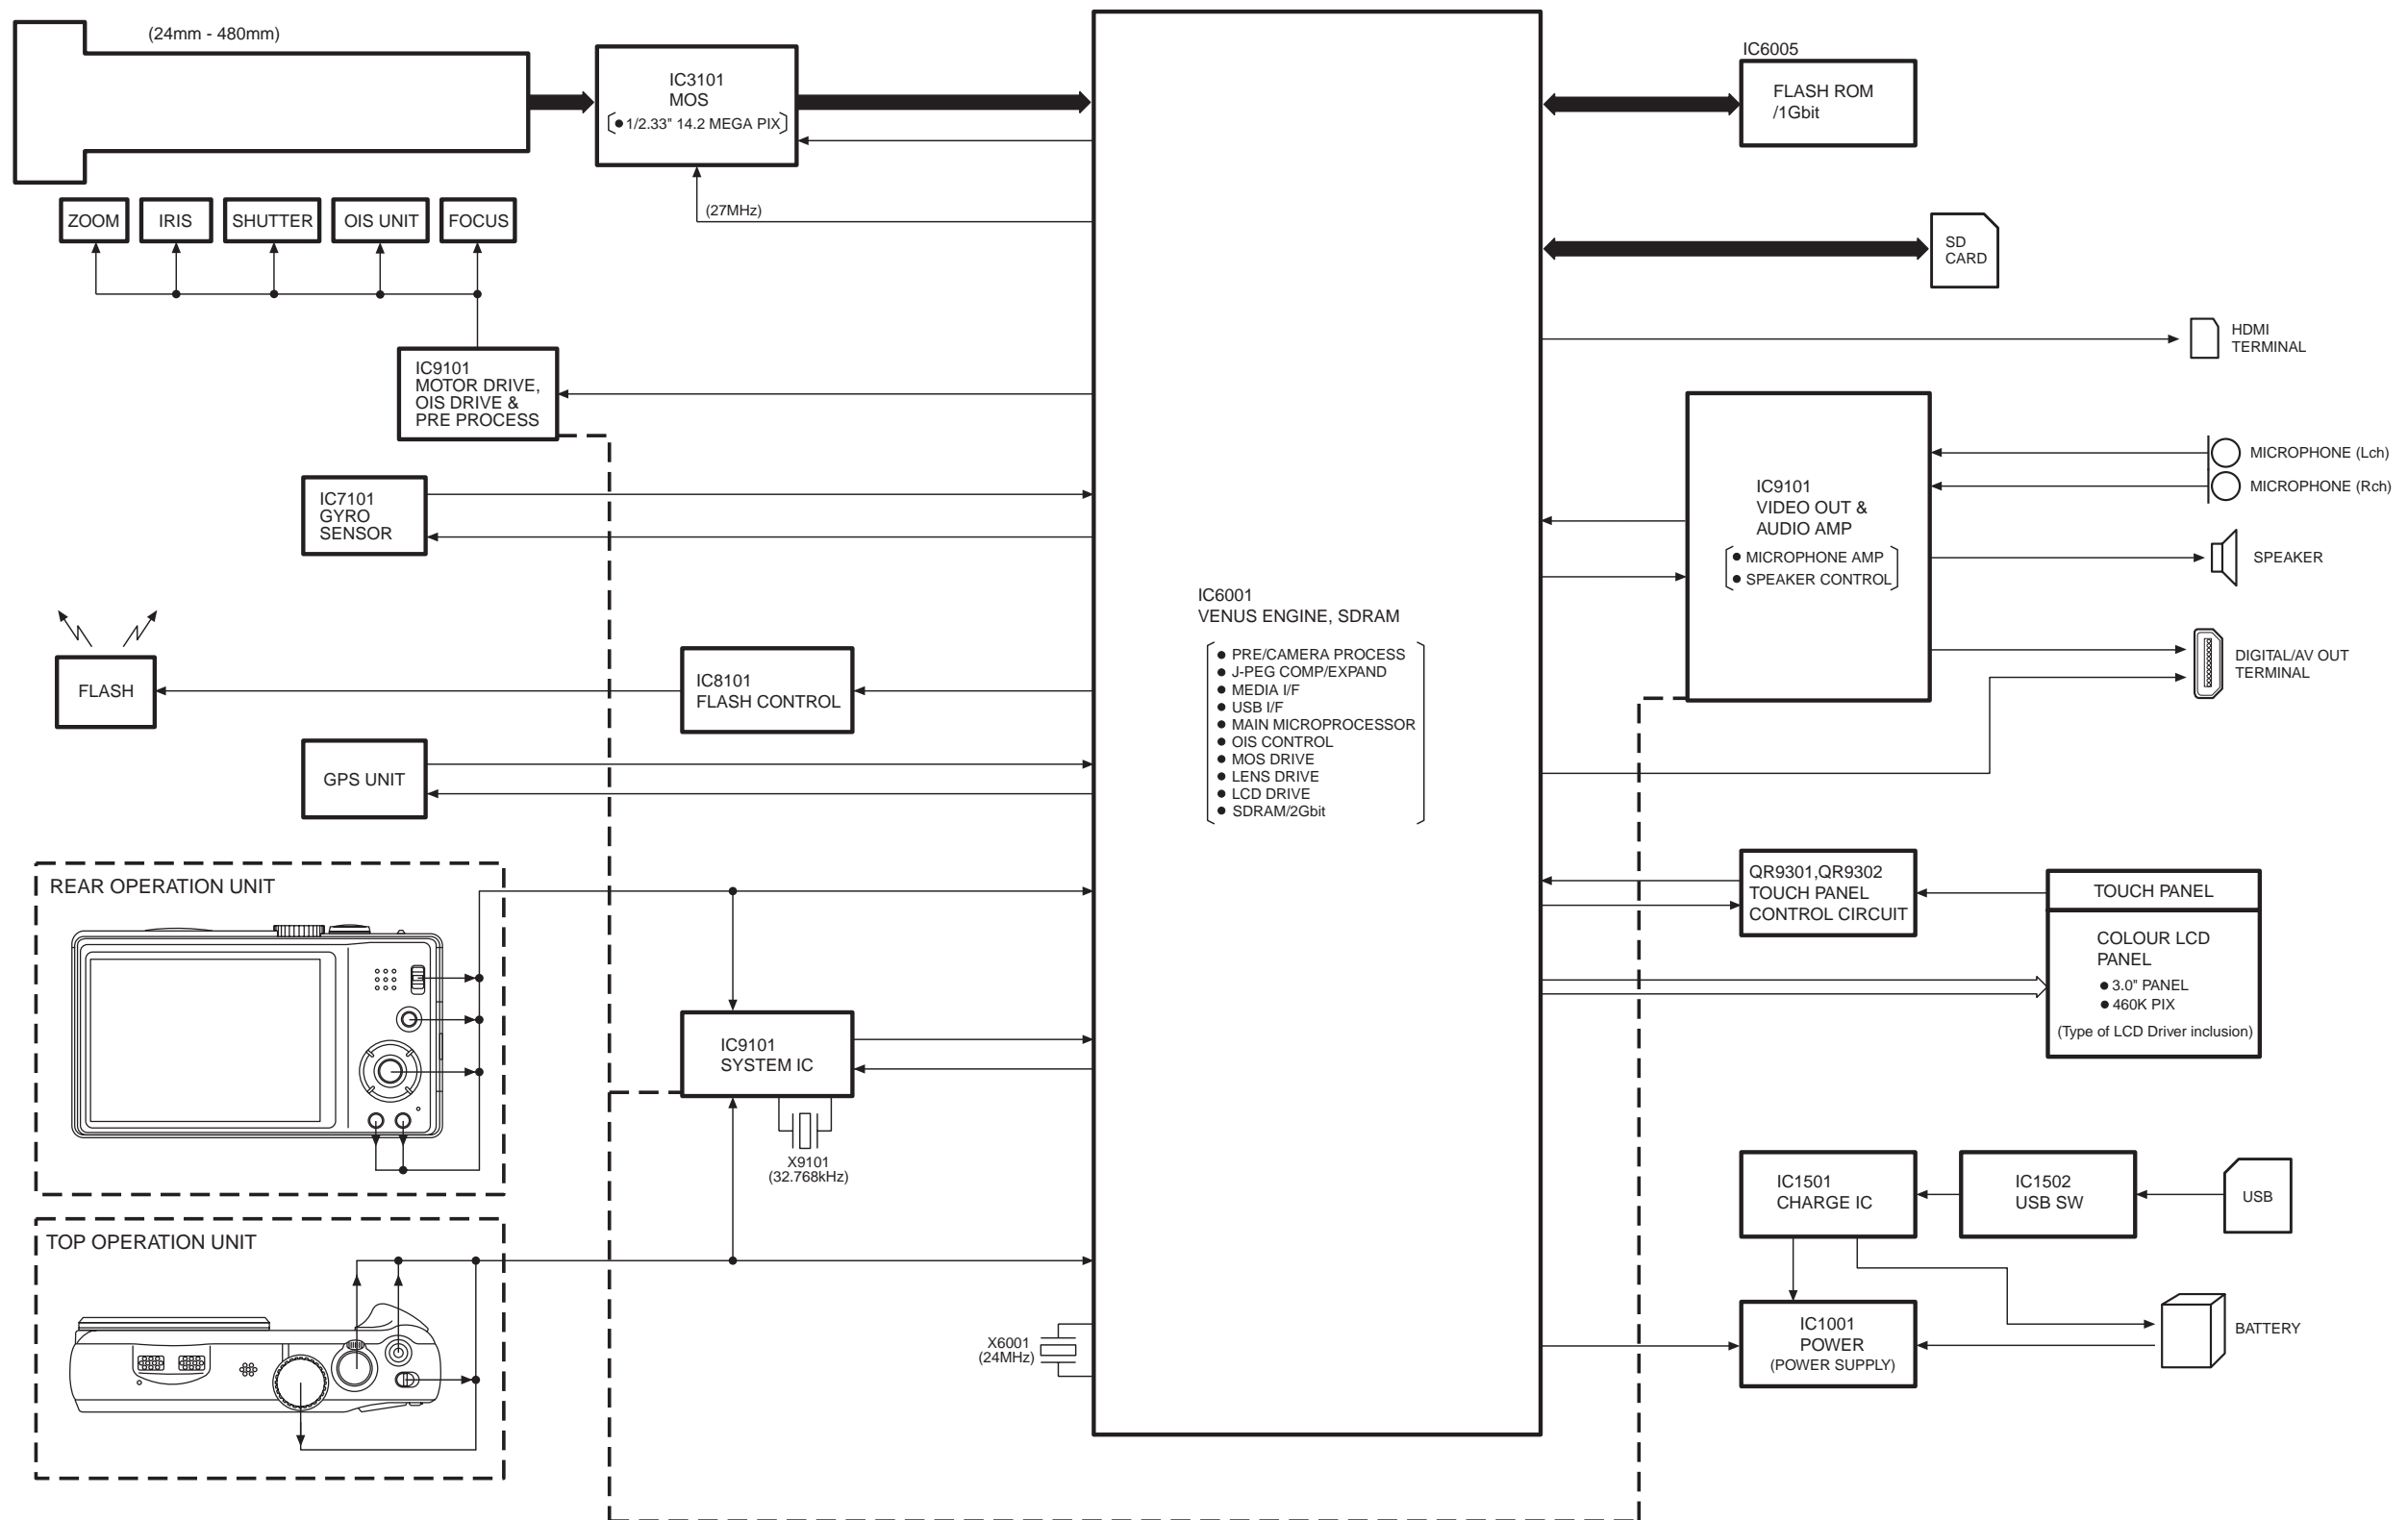 (24mm - 480mm)
IC3101
MOS
● 1/2.33" 14.2 MEGA PIX
(27MHz)
ZOOM
IRIS
SHUTTER
OIS UNIT
FOCUS
IC9101
MOTOR DRIVE,
OIS DRIVE &
PRE PROCESS
IC7101
GYRO
SENSOR
FLASH
IC8101
FLASH CONTROL
GPS UNIT
REAR OPERATION UNIT
IC9101
SYSTEM IC
X9101
(32.768kHz)
TOP OPERATION UNIT
X6001
(24MHz)
IC6001
VENUS ENGINE, SDRAM
● PRE/CAMERA PROCESS
● J-PEG COMP/EXPAND
● MEDIA I/F
● USB I/F
● MAIN MICROPROCESSOR
● OIS CONTROL
● MOS DRIVE
● LENS DRIVE
● LCD DRIVE
● SDRAM/2Gbit
IC6005
FLASH ROM
/1Gbit
SD
CARD
HDMI
TERMINAL
IC9101
VIDEO OUT &
AUDIO AMP
● MICROPHONE AMP
● SPEAKER CONTROL
MICROPHONE (Lch)
MICROPHONE (Rch)
SPEAKER
DIGITAL/AV OUT
TERMINAL
QR9301,QR9302
TOUCH PANEL
CONTROL CIRCUIT
TOUCH PANEL
COLOUR LCD
PANEL
● 3.0" PANEL
● 460K PIX
(Type of LCD Driver inclusion)
IC1501
CHARGE IC
IC1502
USB SW
USB
IC1001
POWER
(POWER SUPPLY)
BATTERY